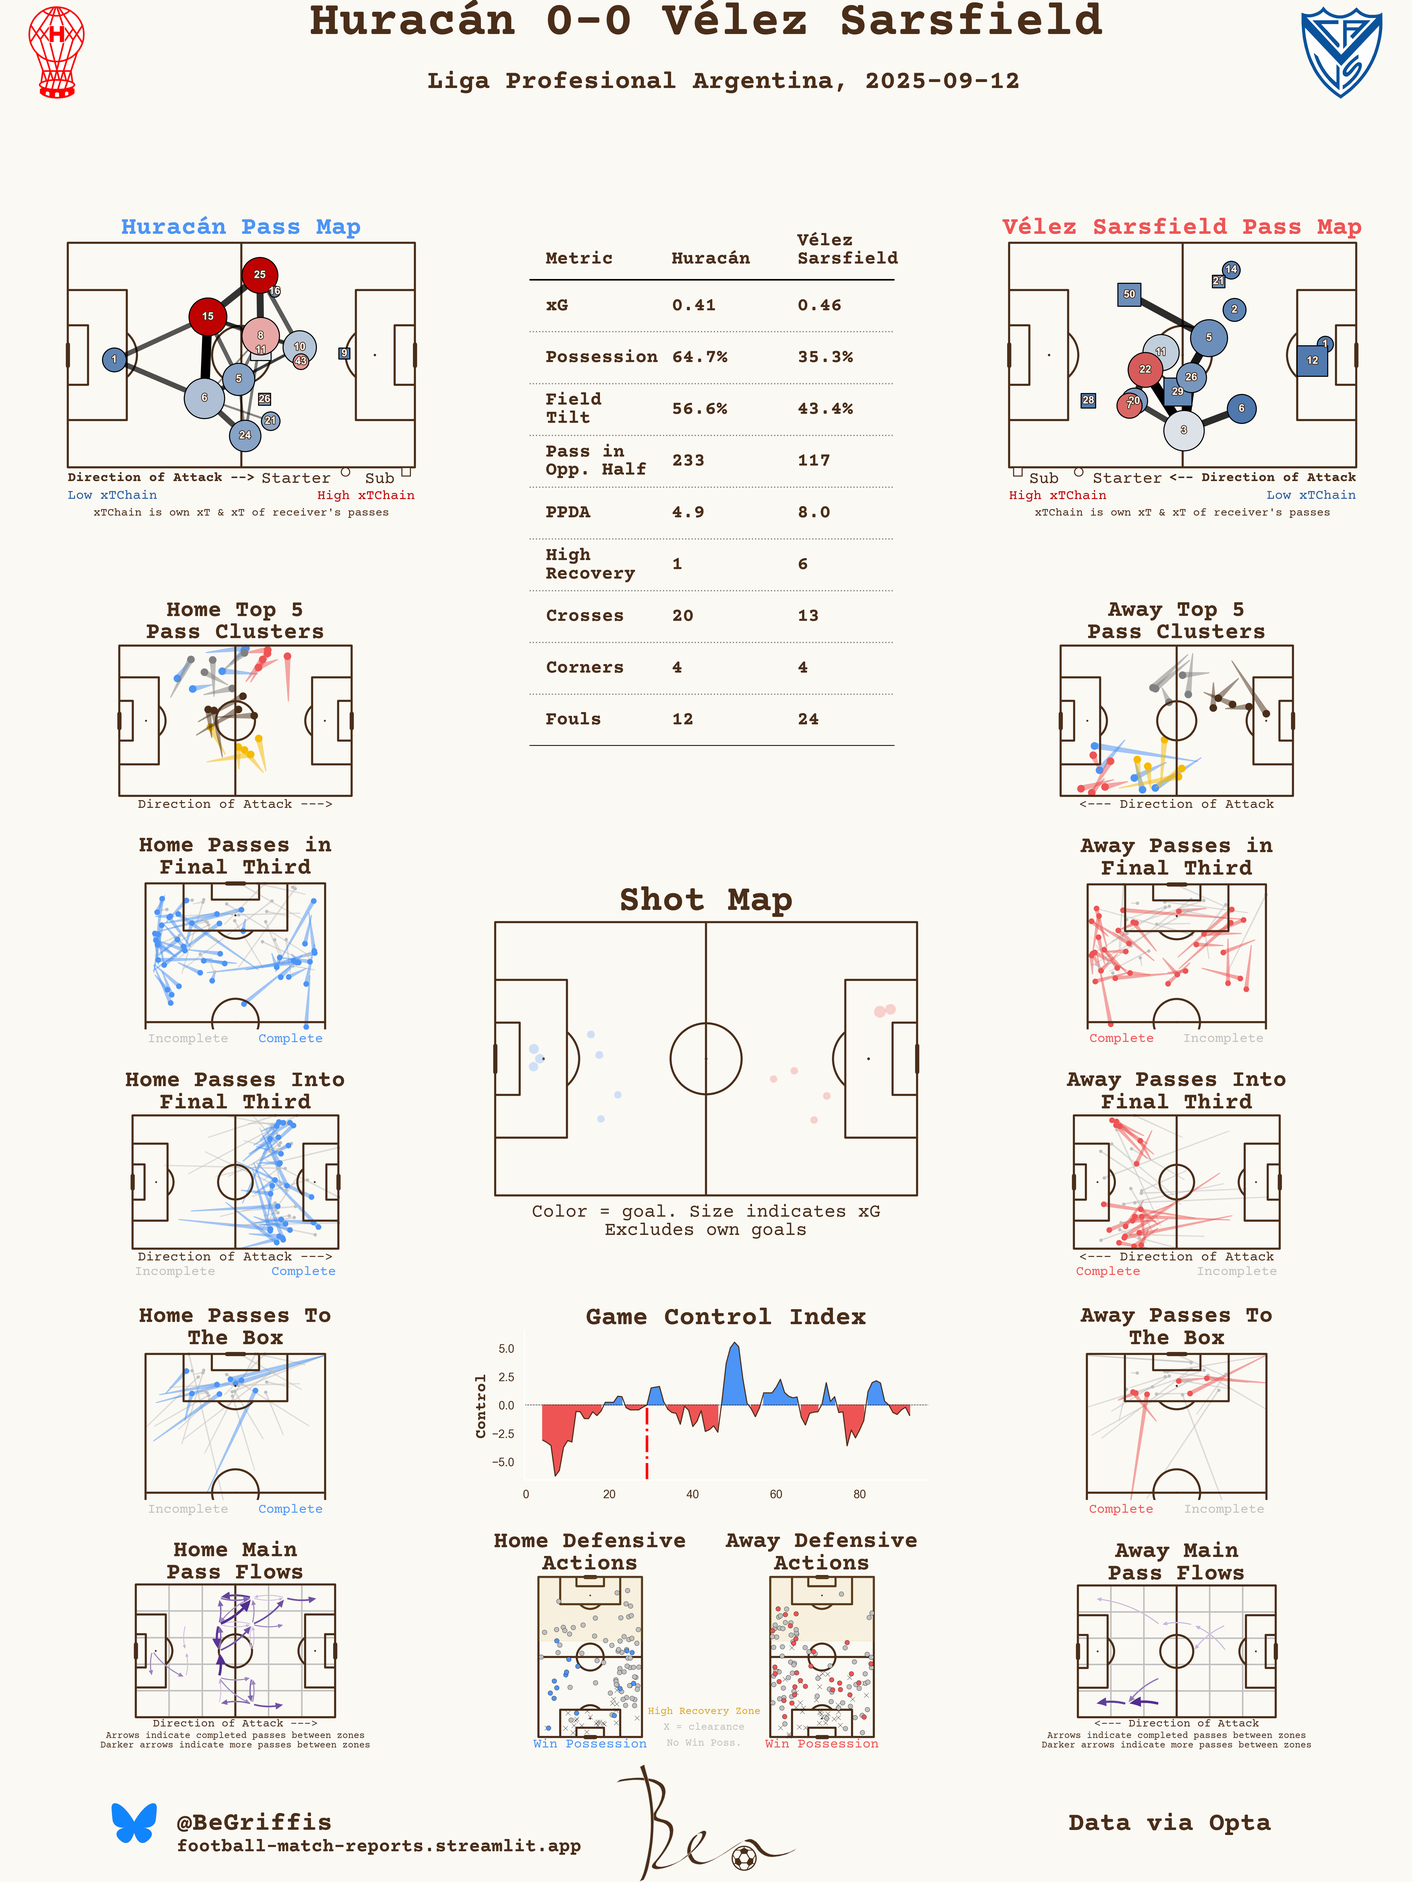 Huracán 0-0 Vélez Sarsfield
Liga Profesional Argentina, 2025-09-12
H
CAVS
Huracán Pass Map
25
16
15
8
11
10
43
9
1
5
6
26
21
24
Direction of Attack --> Starter Sub
Low xTChain High xTChain
xTChain is own xT & xT of receiver's passes
Metric Huracán Vélez Sarsfield
xG 0.41 0.46
Possession 64.7% 35.3%
Field Tilt 56.6% 43.4%
Pass in Opp. Half 233 117
PPDA 4.9 8.0
High Recovery 1 6
Crosses 20 13
Corners 4 4
Fouls 12 24
Vélez Sarsfield Pass Map
14
21
50
2
5
1
11
12
22
26
29
28
20
7
6
3
Sub Starter <-- Direction of Attack
High xTChain Low xTChain
xTChain is own xT & xT of receiver's passes
Home Top 5
Pass Clusters
Direction of Attack --->
Away Top 5
Pass Clusters
<--- Direction of Attack
Home Passes in
Final Third
Incomplete Complete
Away Passes in
Final Third
Complete Incomplete
Shot Map
Color = goal. Size indicates xG
Excludes own goals
Home Passes Into
Final Third
Direction of Attack --->
Incomplete Complete
Away Passes Into
Final Third
<--- Direction of Attack
Complete Incomplete
Home Passes To
The Box
Incomplete Complete
Game Control Index
Control
5.0
2.5
0.0
−2.5
−5.0
0 20 40 60 80
Away Passes To
The Box
Complete Incomplete
Home Main
Pass Flows
Direction of Attack --->
Arrows indicate completed passes between zones
Darker arrows indicate more passes between zones
Home Defensive
Actions
Win Possession
High Recovery Zone
X = clearance
No Win Poss.
Away Defensive
Actions
Win Possession
Away Main
Pass Flows
<--- Direction of Attack
Arrows indicate completed passes between zones
Darker arrows indicate more passes between zones
@BeGriffis
football-match-reports.streamlit.app
Ben
Data via Opta